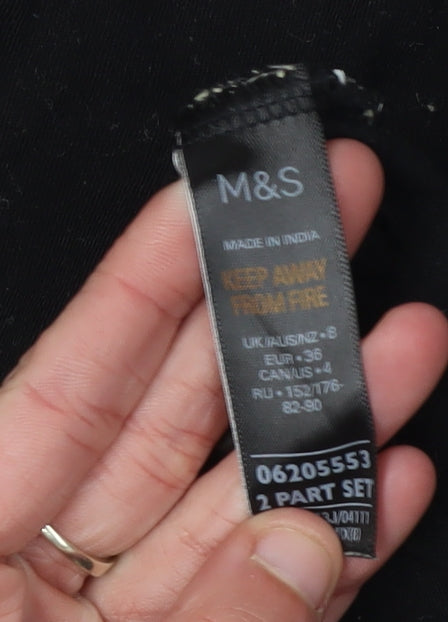 M&S
MADE IN INDIA
KEEP AWAY
FROM FIRE
UK/AUS/NZ • 8
EUR • 36
CAN/US • 4
RU • 152/176-
82-90
06205553
2 PART SET